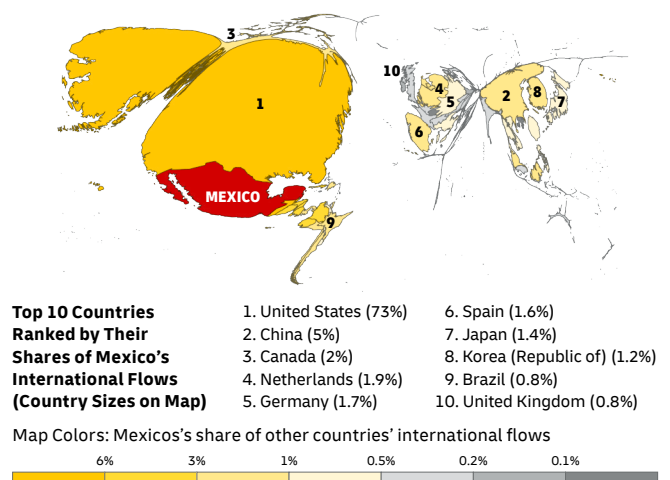 3
10
1
4
5
2
8
7
6
MEXICO
9
Top 10 Countries
Ranked by Their
Shares of Mexico's
International Flows
(Country Sizes on Map)
1. United States (73%)
2. China (5%)
3. Canada (2%)
4. Netherlands (1.9%)
5. Germany (1.7%)
6. Spain (1.6%)
7. Japan (1.4%)
8. Korea (Republic of) (1.2%)
9. Brazil (0.8%)
10. United Kingdom (0.8%)
Map Colors: Mexicos's share of other countries' international flows
6% 3% 1% 0.5% 0.2% 0.1%